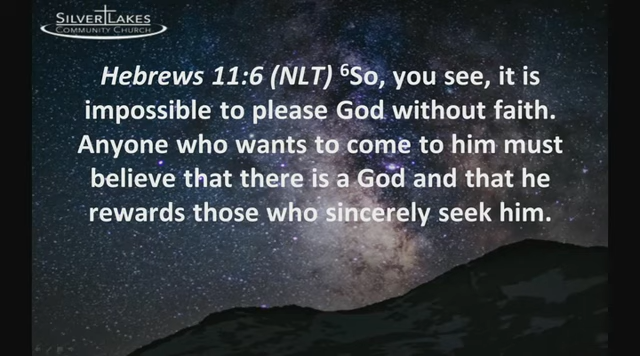 SILVER LAKES
COMMUNITY CHURCH
Hebrews 11:6 (NLT) ⁶So, you see, it is
impossible to please God without faith.
Anyone who wants to come to him must
believe that there is a God and that he
rewards those who sincerely seek him.